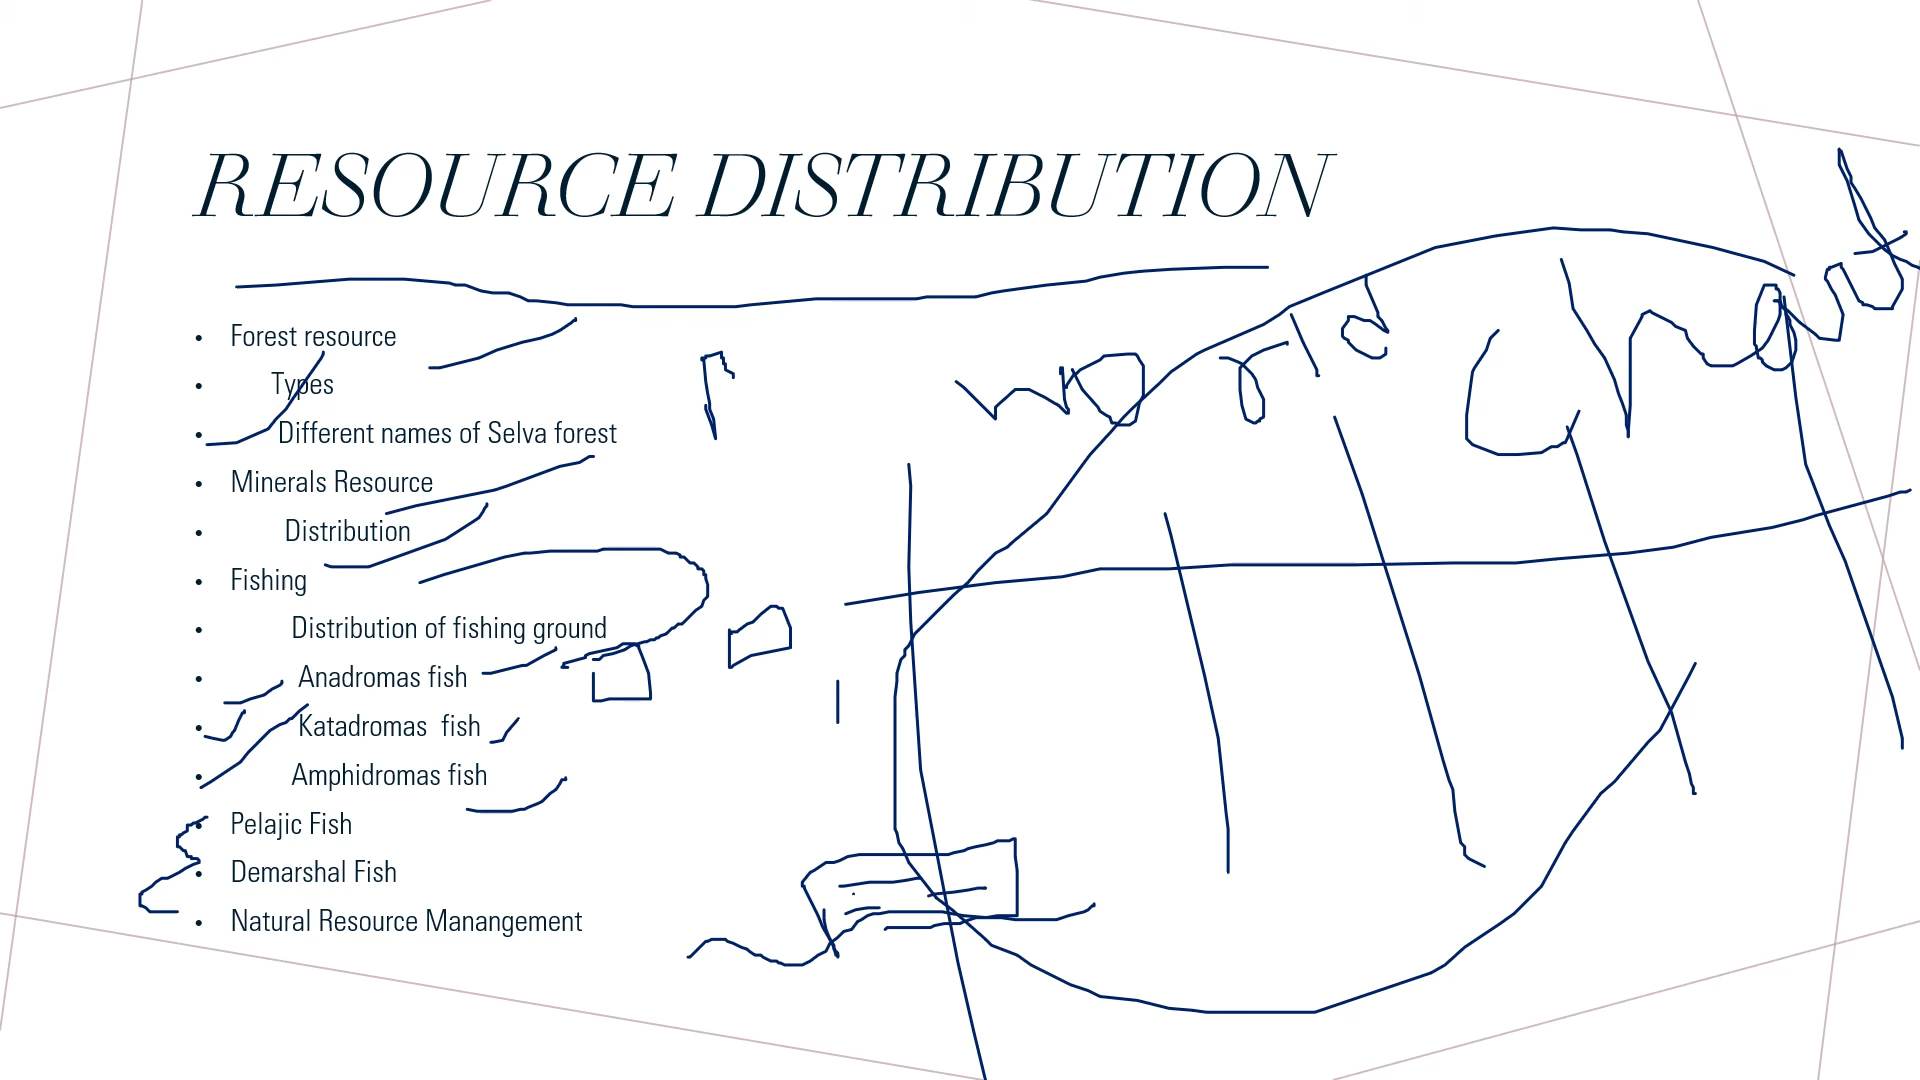 RESOURCE DISTRIBUTION
• Forest resource
• Types
• Different names of Selva forest
• Minerals Resource
• Distribution
• Fishing
• Distribution of fishing ground
• Anadromas fish
• Katadromas fish
• Amphidromas fish
• Pelajic Fish
• Demarshal Fish
• Natural Resource Manangement
world